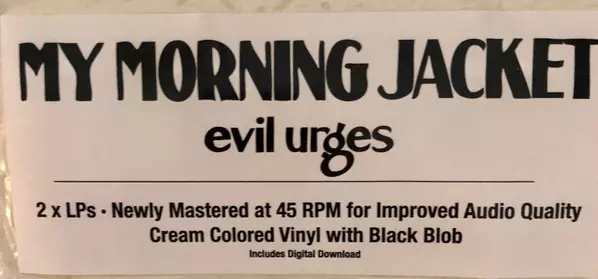 MY MORNING JACKET
evil urges
2 x LPs • Newly Mastered at 45 RPM for Improved Audio Quality
Cream Colored Vinyl with Black Blob
Includes Digital Download